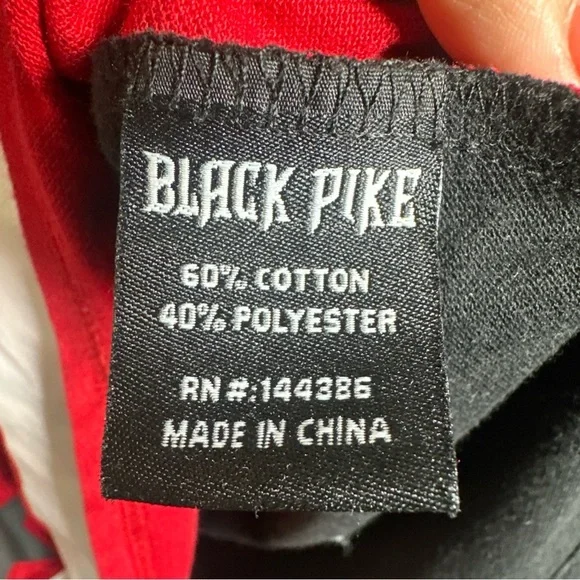 BLACK PIKE
60% COTTON
40% POLYESTER
RN#:144386
MADE IN CHINA